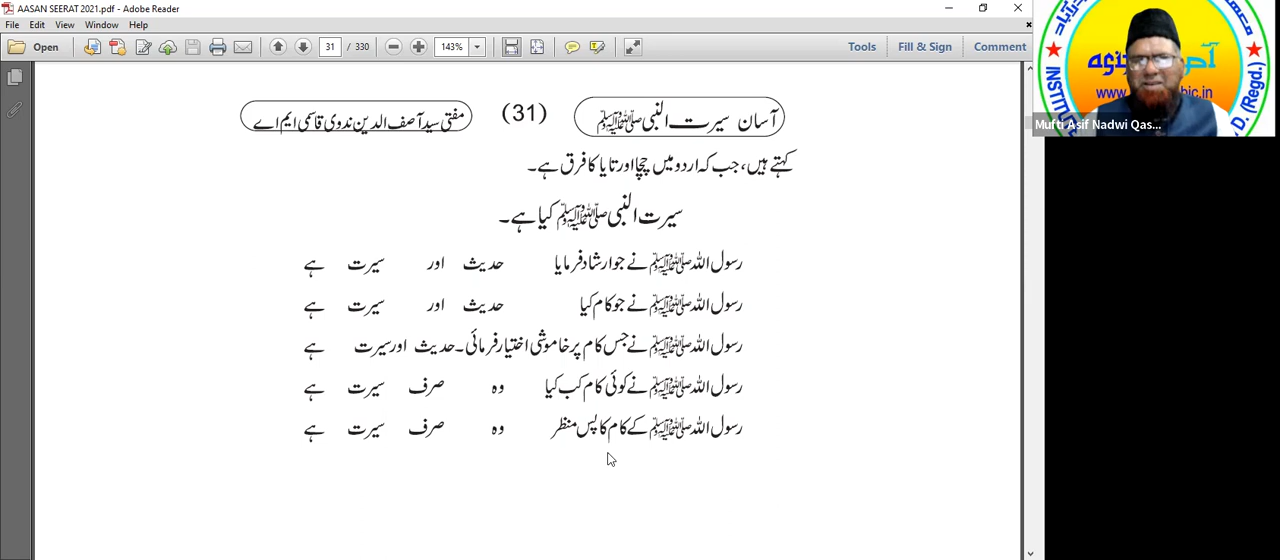 AASAN SEERAT 2021.pdf - Adobe Reader
File Edit View Window Help
Open 31 / 330 143% Tools Fill & Sign Comment
آسان سیرت النبی ﷺ (31) مفتی سید آصف الدین ندوی قاسمی ایم اے
کہتے ہیں، جب کہ اردو میں چچا اور تایا کا فرق ہے۔
سیرت النبی ﷺ کیا ہے۔
رسول اللہ ﷺ نے جو ارشاد فرمایا حدیث اور سیرت ہے
رسول اللہ ﷺ نے جو کام کیا حدیث اور سیرت ہے
رسول اللہ ﷺ نے جس کام پر خاموشی اختیار فرمائی۔ حدیث اور سیرت ہے
رسول اللہ ﷺ نے کوئی کام کب کیا وہ صرف سیرت ہے
رسول اللہ ﷺ کے کام کا پس منظر وہ صرف سیرت ہے
INSTITU
D. (Regd.)
www.
bic.in
Mufti Asif Nadwi Qas...